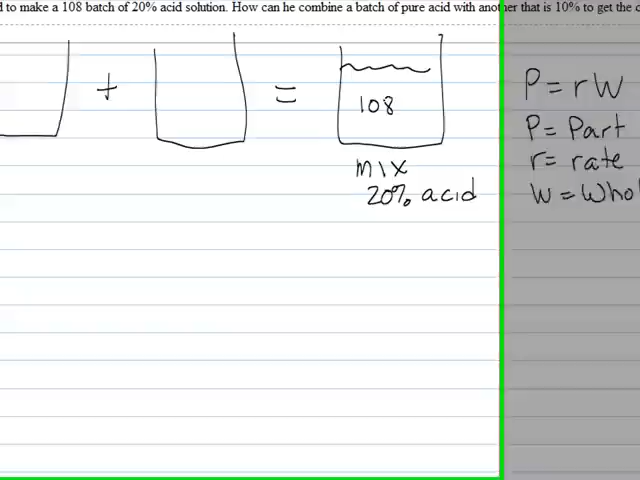 to make a 108 batch of 20% acid solution. How can he combine a batch of pure acid with another that is 10% to get the
+ =
108
mix
20% acid
P = rW
P = Part
r = rate
W = Who